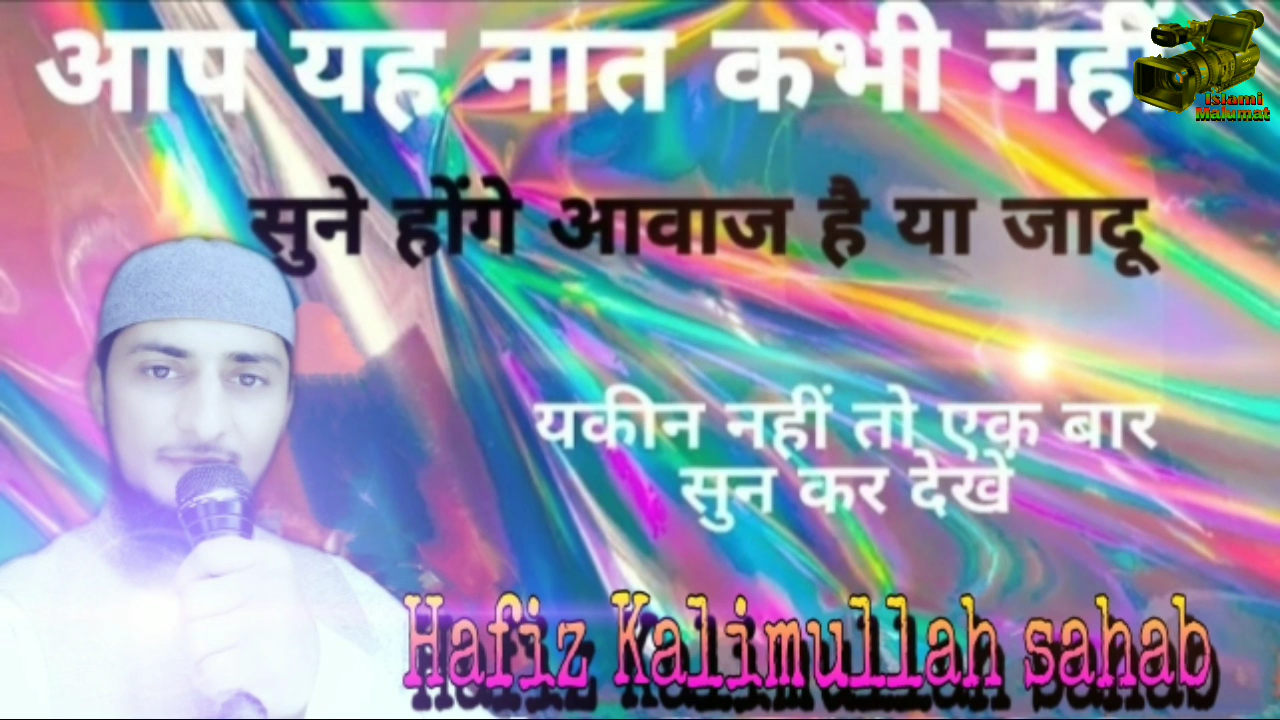 आप यह नात कभी नहीं
Islami
Malumat
सुने होंगे आवाज है या जादू
यकीन नहीं तो एक बार
सुन कर देखें
Hafiz Kalimullah sahab